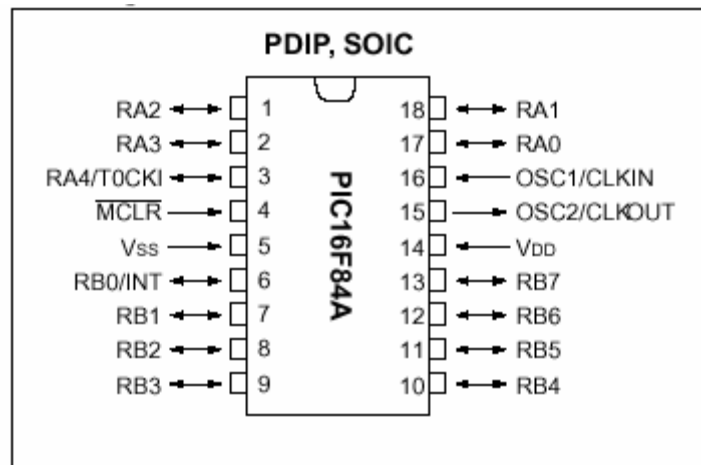 PDIP, SOIC
RA2 1 18 RA1
RA3 2 17 RA0
RA4/T0CKI 3 16 OSC1/CLKIN
MCLR 4 15 OSC2/CLKOUT
VSS 5 14 VDD
RB0/INT 6 13 RB7
RB1 7 12 RB6
RB2 8 11 RB5
RB3 9 10 RB4
PIC16F84A